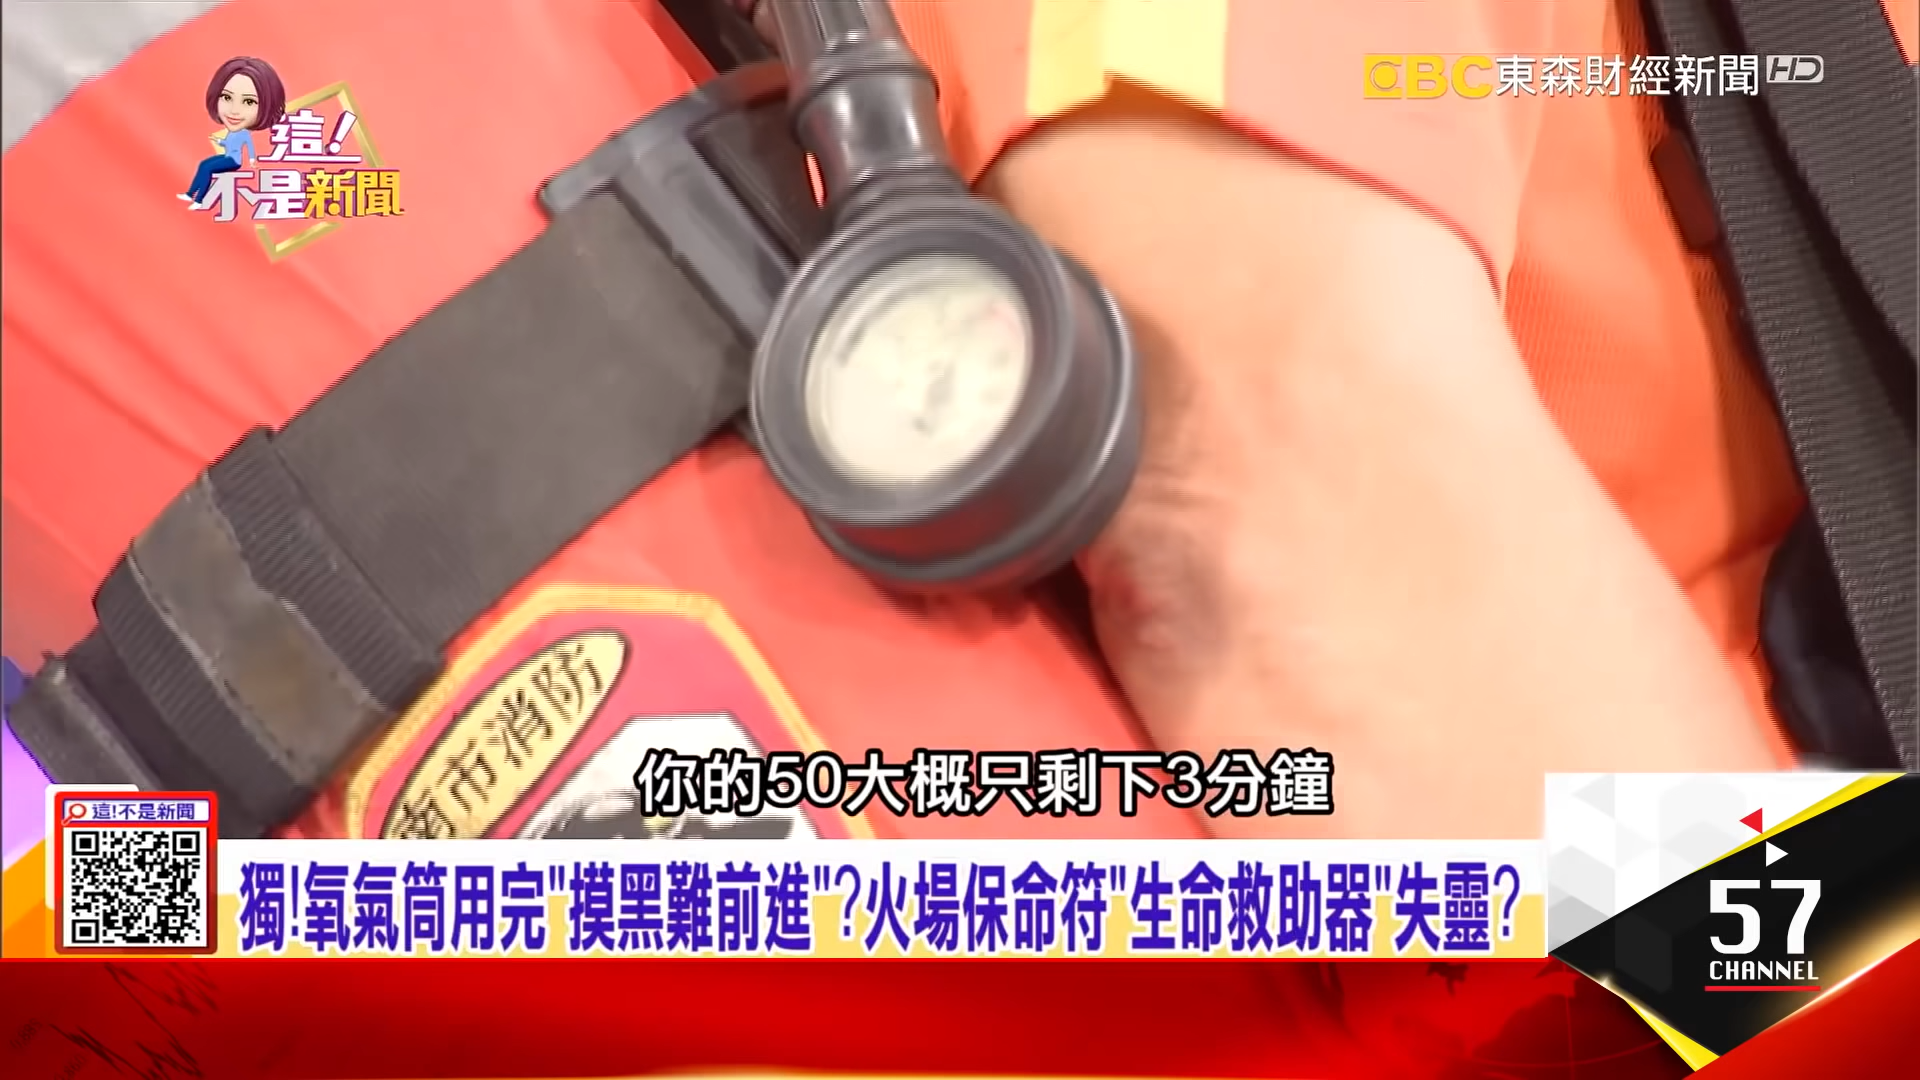 這!
不是新聞
EBC東森財經新聞HD
南市消防
你的50大概只剩下3分鐘
這!不是新聞
獨!氧氣筒用完"摸黑難前進"?火場保命符"生命救助器"失靈?
57
CHANNEL